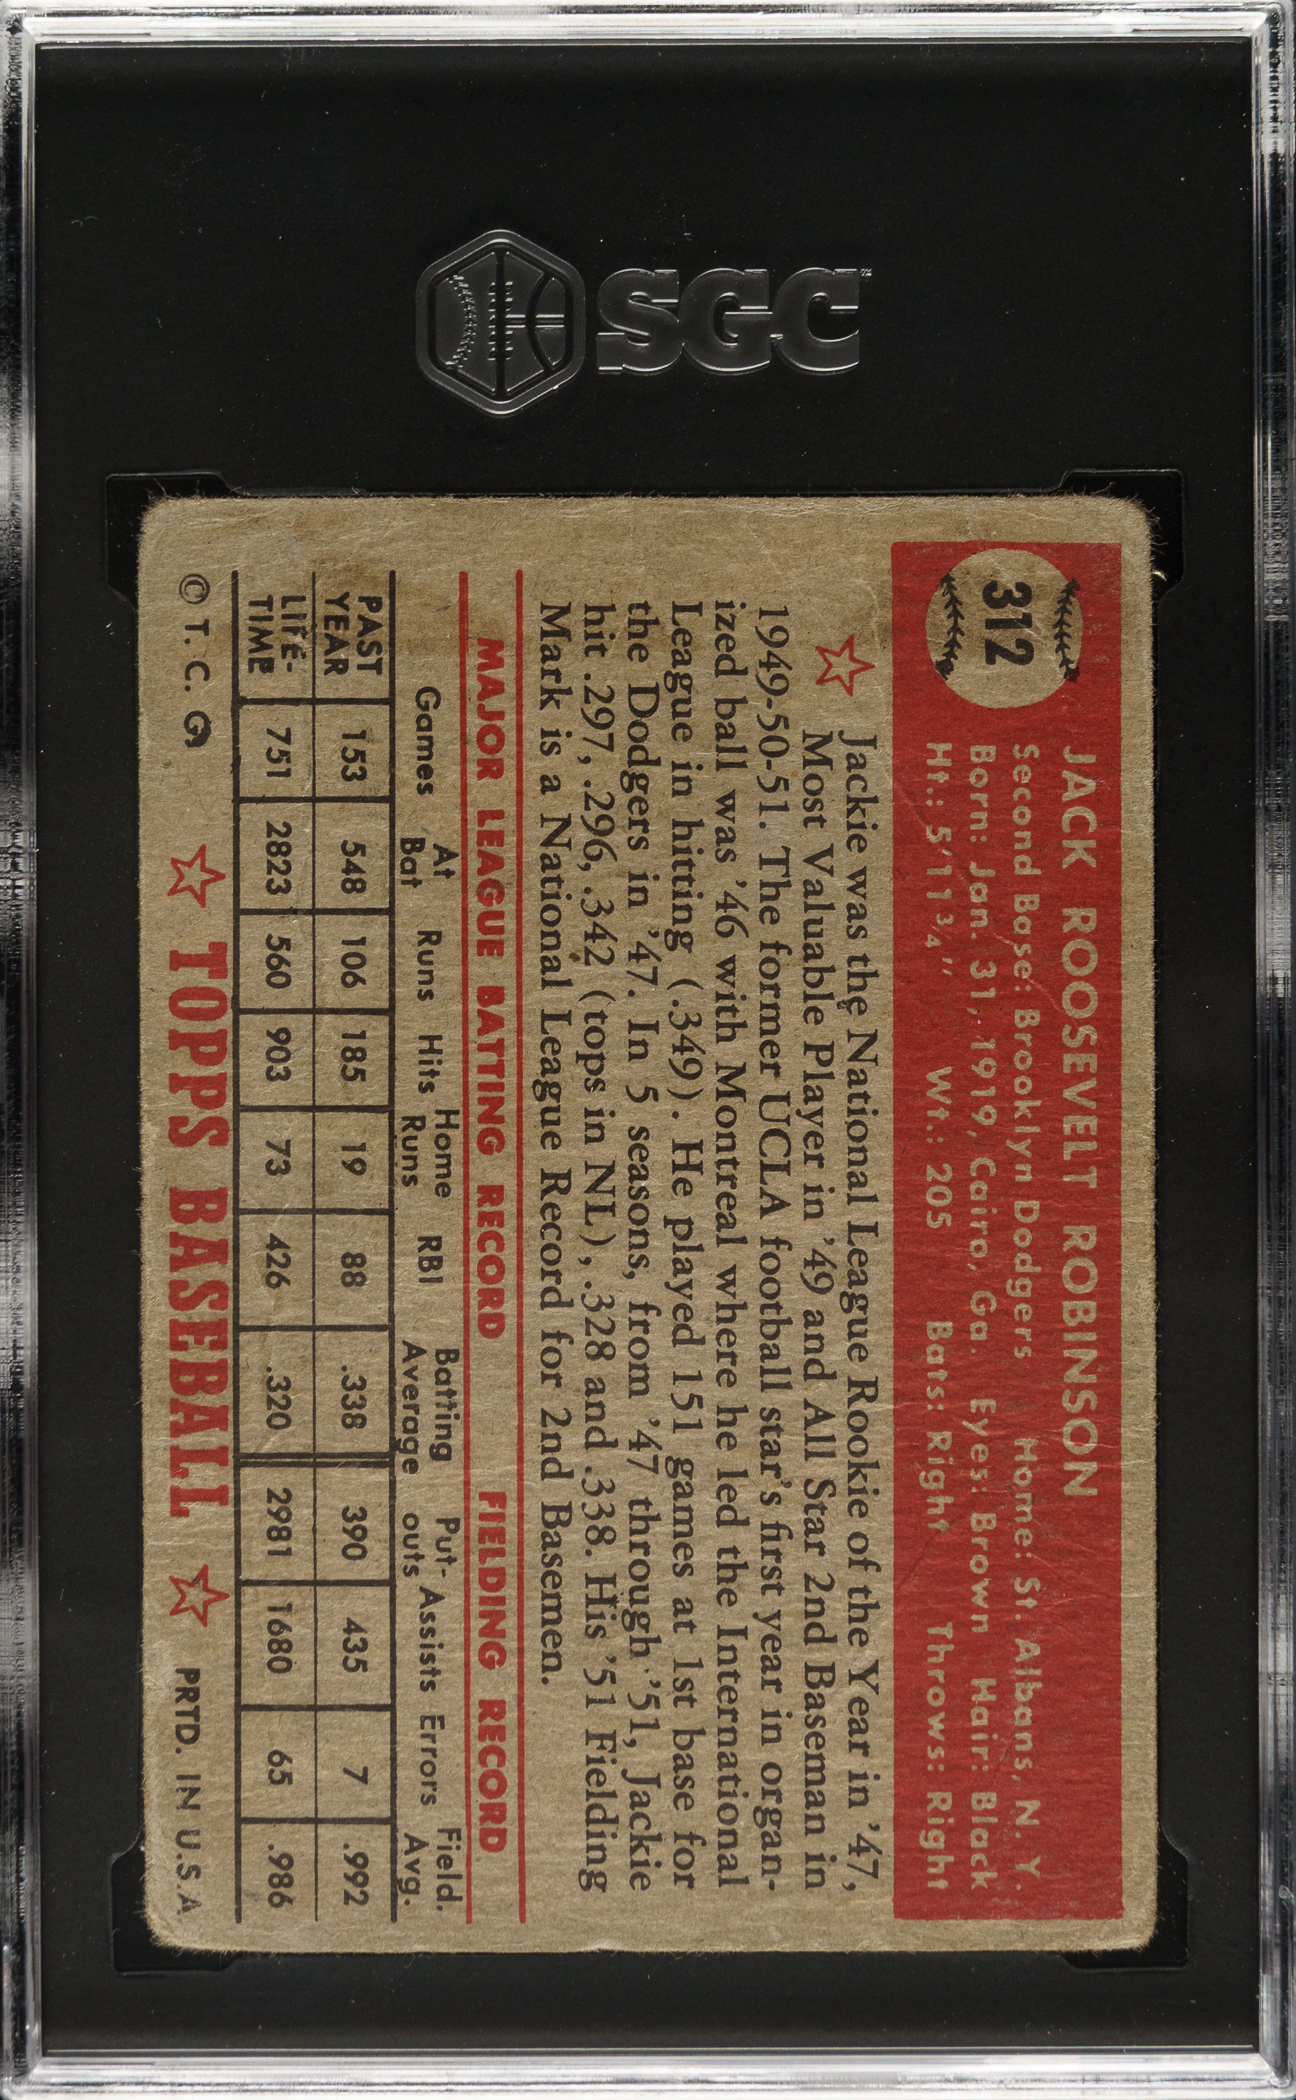 SGC
312
JACK ROOSEVELT ROBINSON
Second Base: Brooklyn Dodgers Home: St. Albans, N. Y.
Born: Jan. 31, 1919, Cairo, Ga. Eyes: Brown Hair: Black
Ht.: 5'11¾" Wt.: 205 Bats: Right Throws: Right
Jackie was the National League Rookie of the Year in '47,
Most Valuable Player in '49 and All Star 2nd Baseman in
1949-50-51. The former UCLA football star's first year in organ-
ized ball was '46 with Montreal where he led the International
League in hitting (.349). He played 151 games at 1st base for
the Dodgers in '47. In 5 seasons, from '47 through '51, Jackie
hit .297, .296, .342 (tops in NL), .328 and .338. His '51 Fielding
Mark is a National League Record for 2nd Basemen.
MAJOR LEAGUE BATTING RECORD FIELDING RECORD
Games At Bat Runs Hits Home Runs RBI Batting Average Put-outs Assists Errors Field. Avg.
PAST YEAR 153 548 106 185 19 88 .338 390 435 7 .992
LIFE-TIME 751 2823 560 903 73 426 .320 2981 1680 65 .986
© T. C. G. TOPPS BASEBALL PRTD. IN U.S.A